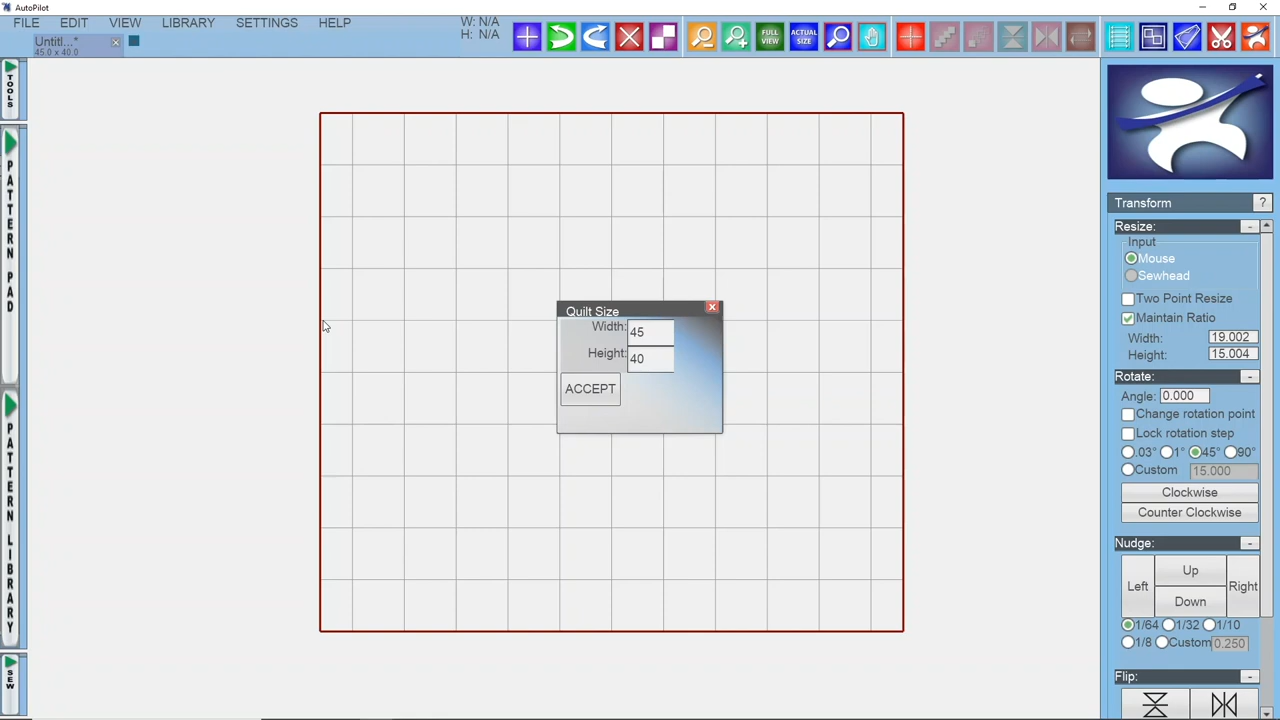 AutoPilot
FILE EDIT VIEW LIBRARY SETTINGS HELP
W: N/A
H: N/A
FULL VIEW
ACTUAL SIZE
Untitl...*
45.0 x 40.0
TOOLS
PATTERN PAD
PATTERN LIBRARY
SEW
Quilt Size
Width: 45
Height: 40
ACCEPT
Transform ?
Resize: -
Input
Mouse
Sewhead
Two Point Resize
Maintain Ratio
Width: 19.002
Height: 15.004
Rotate: -
Angle: 0.000
Change rotation point
Lock rotation step
.03° 1° 45° 90°
Custom 15.000
Clockwise
Counter Clockwise
Nudge: -
Left Up Right
Down
1/64 1/32 1/10
1/8 Custom 0.250
Flip: -